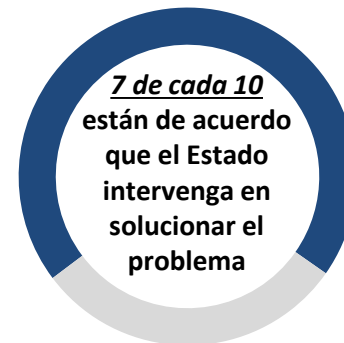 7 de cada 10
están de acuerdo
que el Estado
intervenga en
solucionar el
problema